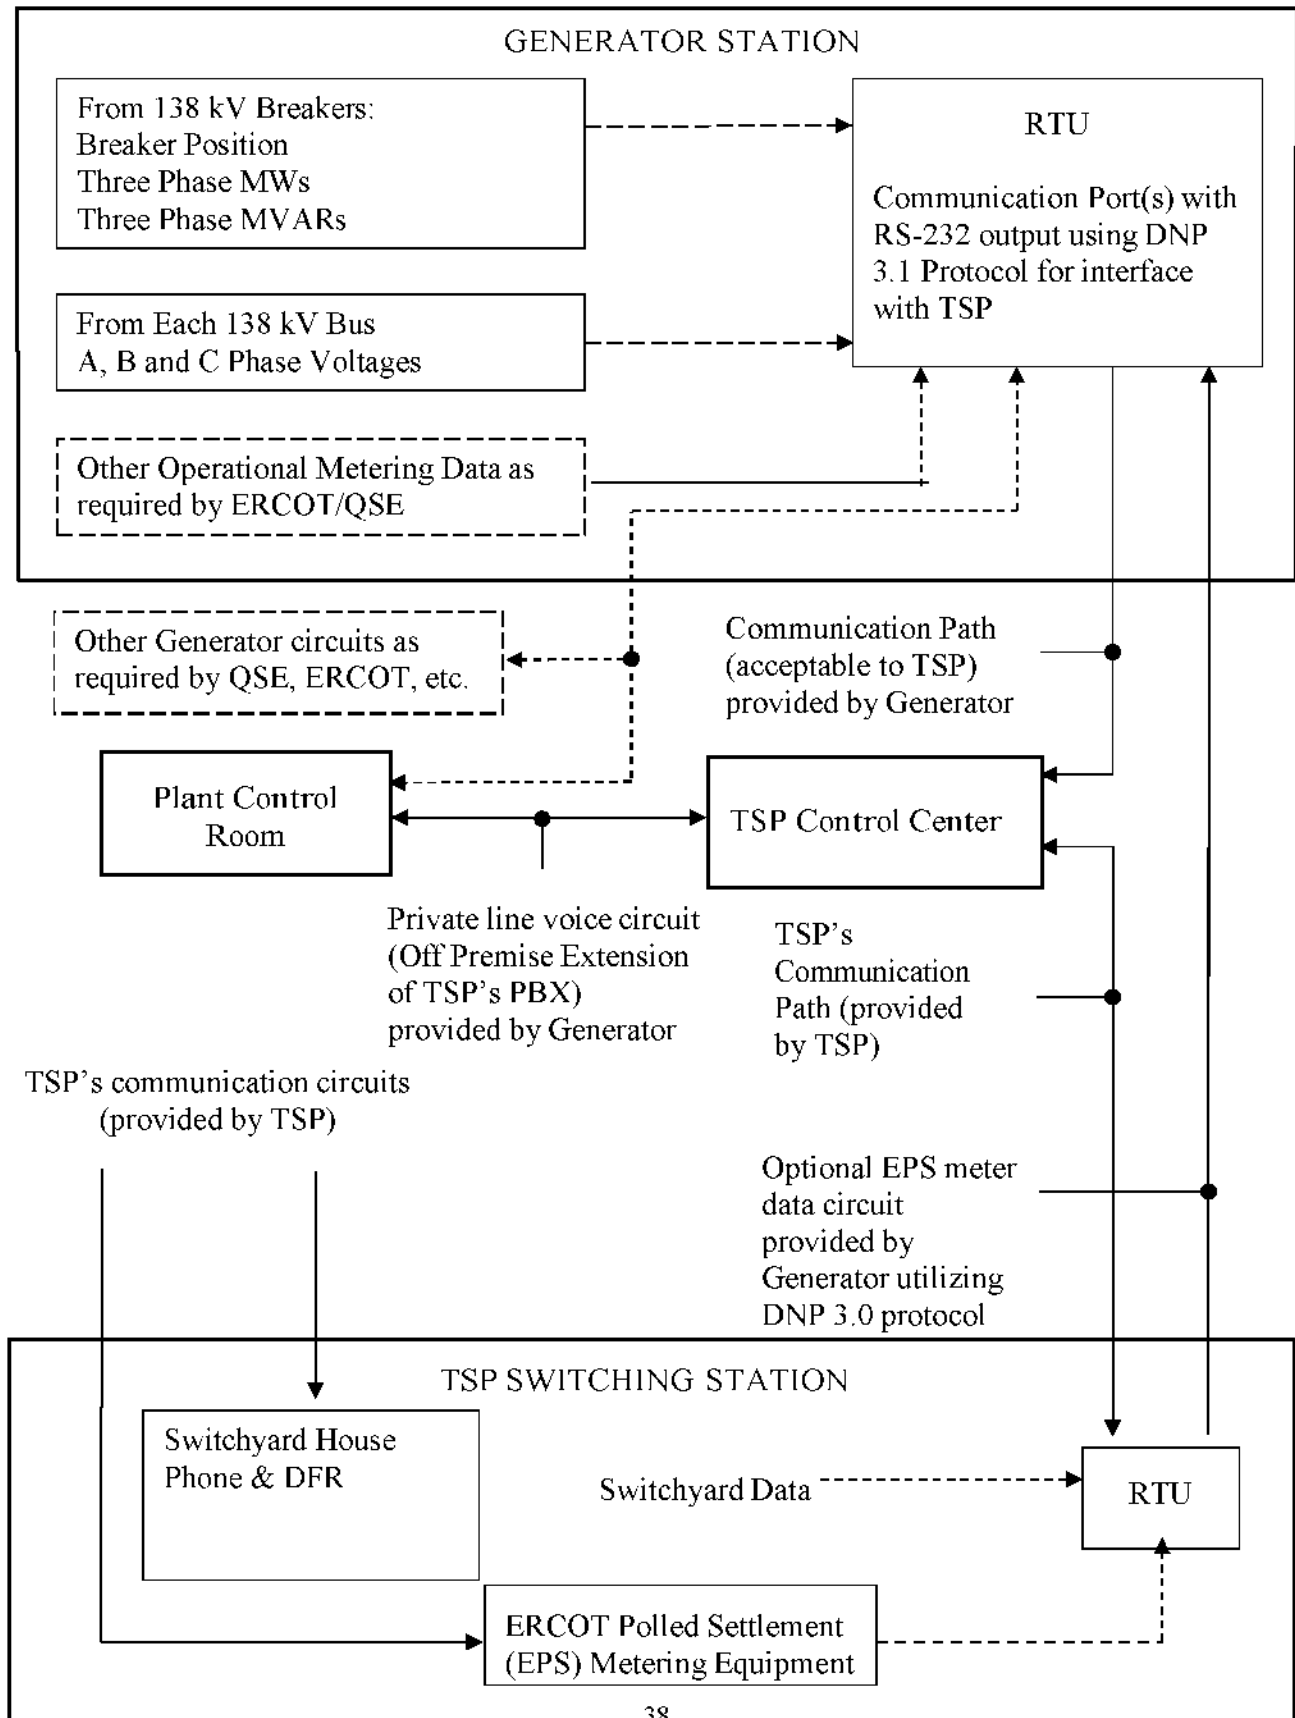 GENERATOR STATION
From 138 kV Breakers:
Breaker Position
Three Phase MWs
Three Phase MVARs
RTU
Communication Port(s) with
RS-232 output using DNP
3.1 Protocol for interface
with TSP
From Each 138 kV Bus
A, B and C Phase Voltages
Other Operational Metering Data as
required by ERCOT/QSE
Other Generator circuits as
required by QSE, ERCOT, etc.
Communication Path
(acceptable to TSP)
provided by Generator
Plant Control
Room
TSP Control Center
Private line voice circuit
(Off Premise Extension
of TSP's PBX)
provided by Generator
TSP's
Communication
Path (provided
by TSP)
TSP's communication circuits
(provided by TSP)
Optional EPS meter
data circuit
provided by
Generator utilizing
DNP 3.0 protocol
TSP SWITCHING STATION
Switchyard House
Phone & DFR
Switchyard Data
RTU
ERCOT Polled Settlement
(EPS) Metering Equipment
38